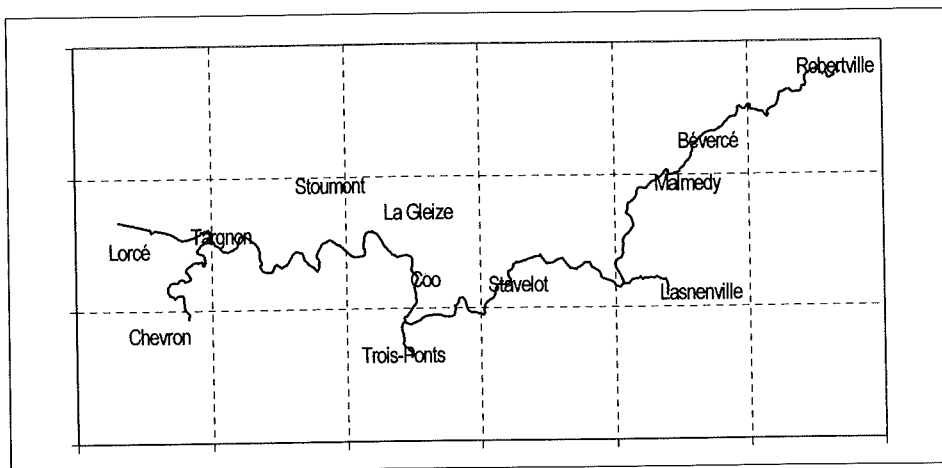 Robertville
Bévercé
Malmedy
Stoumont
La Gleize
Targnon
Lorcé
Coo
Stavelot
Lasnenville
Chevron
Trois-Ponts